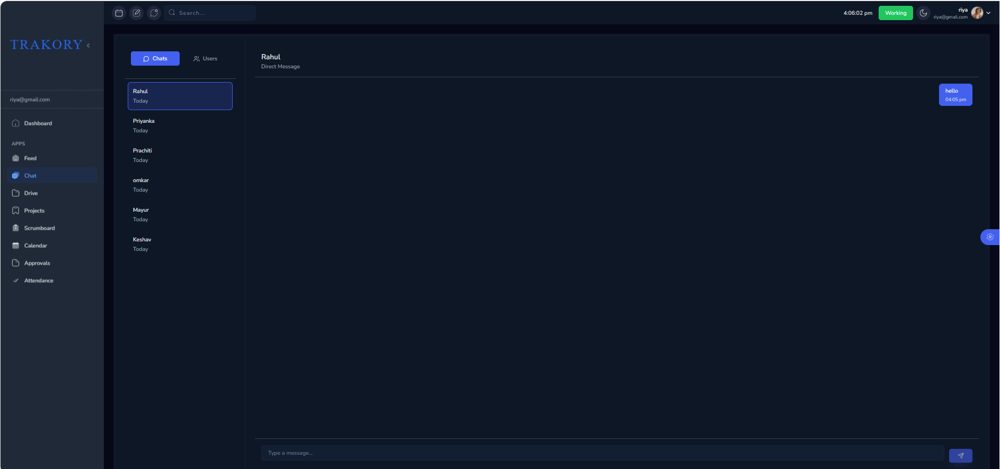 TRAKORY
riya@gmail.com
Dashboard
APPS
Feed
Chat
Drive
Projects
Scrumboard
Calendar
Approvals
Attendance
Search...
4:06:02 pm
Working
riya
riya@gmail.com
Chats
Users
Rahul
Today
Priyanka
Today
Prachiti
Today
omkar
Today
Mayur
Today
Keshav
Today
Rahul
Direct Message
hello
04:05 pm
Type a message...